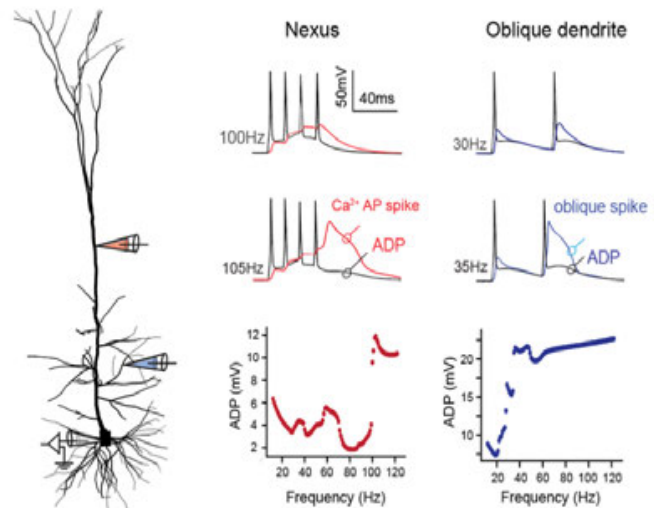 Nexus
Oblique dendrite
50mV
40ms
100Hz
30Hz
Ca²⁺ AP spike
ADP
105Hz
oblique spike
ADP
35Hz
ADP (mV)
12
10
8
6
4
2
20 40 60 80 100 120
Frequency (Hz)
ADP (mV)
20
15
10
20 40 60 80 100 120
Frequency (Hz)